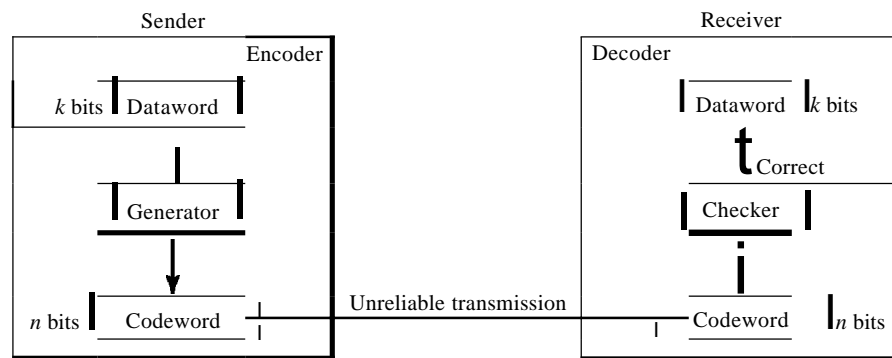 Sender
Receiver
Encoder
Decoder
k bits
Dataword
Dataword
k bits
t
Correct
Generator
Checker
i
Unreliable transmission
n bits
Codeword
Codeword
n bits